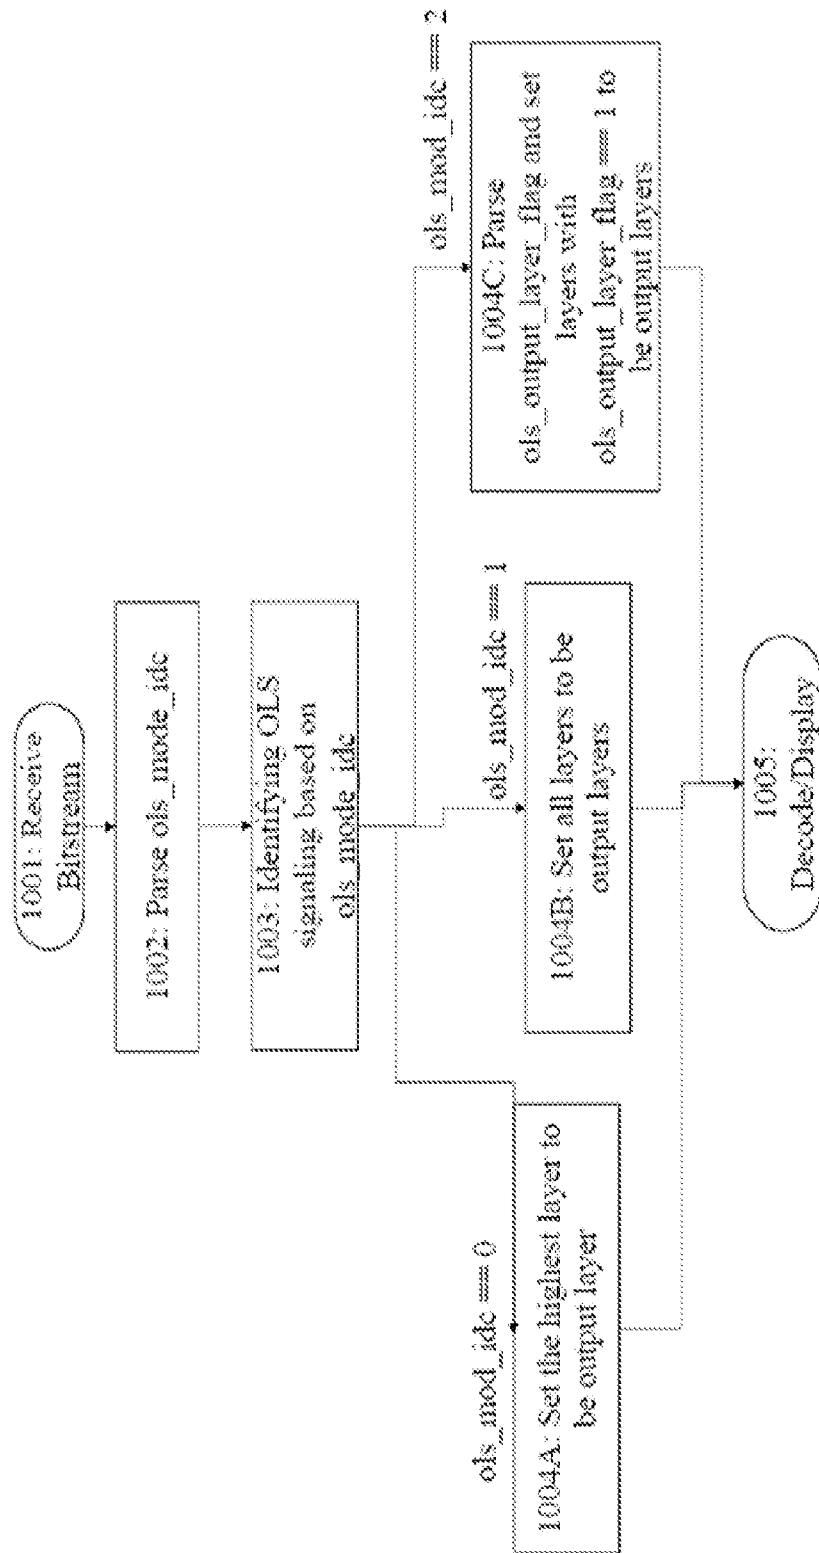 1001: Receive
Bitstream
1002: Parse ols_mode_idc
1003: Identifying OLS
signaling based on
ols_mode_idc
ols_mod_idc == 0
1004A: Set the highest layer to
be output layer
ols_mod_idc == 1
1004B: Set all layers to be
output layers
ols_mod_idc == 2
1004C: Parse
ols_output_layer_flag and set
layers with
ols_output_layer_flag == 1 to
be output layers
1005:
Decode/Display